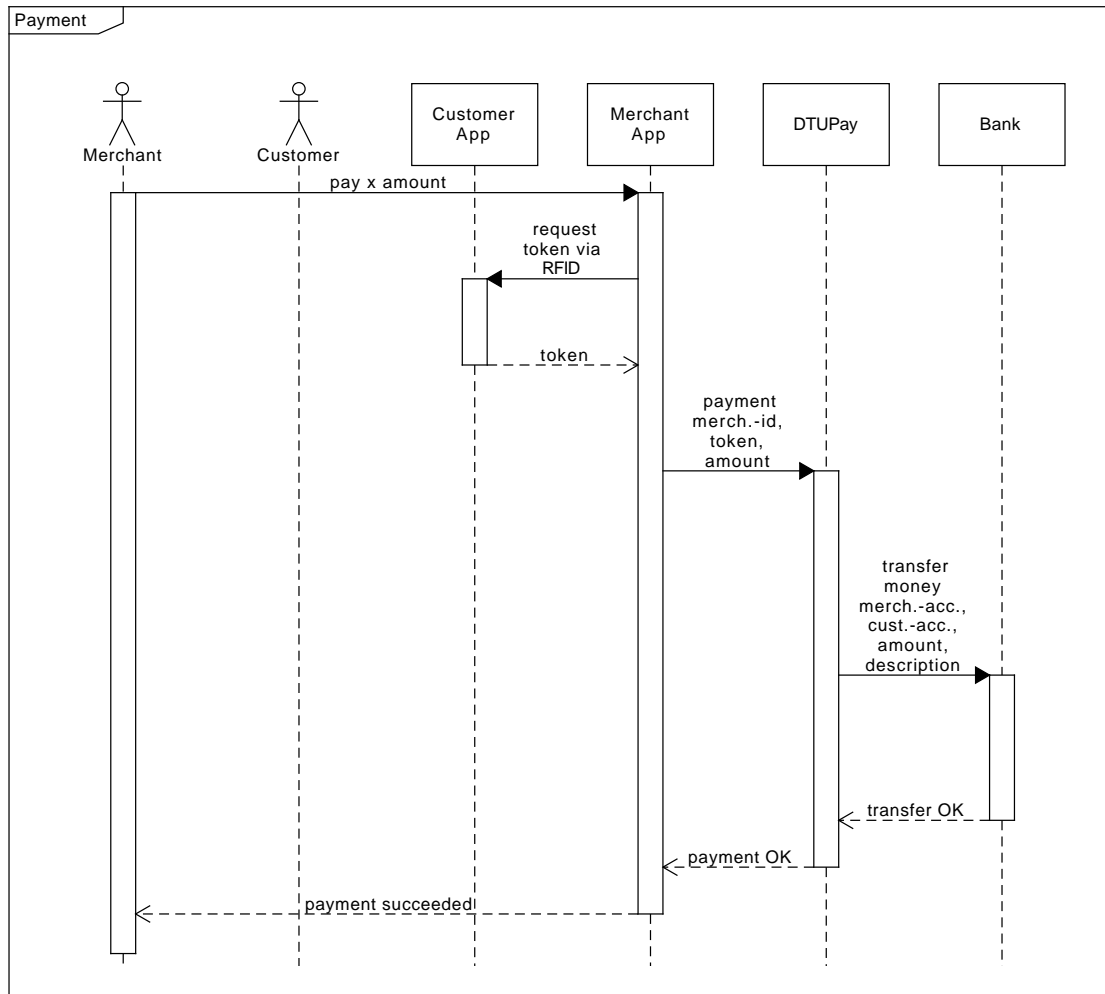 Payment
Merchant
Customer
Customer
App
Merchant
App
DTUPay
Bank
pay x amount
request
token via
RFID
token
payment
merch.-id,
token,
amount
transfer
money
merch.-acc.,
cust.-acc.,
amount,
description
transfer OK
payment OK
payment succeeded